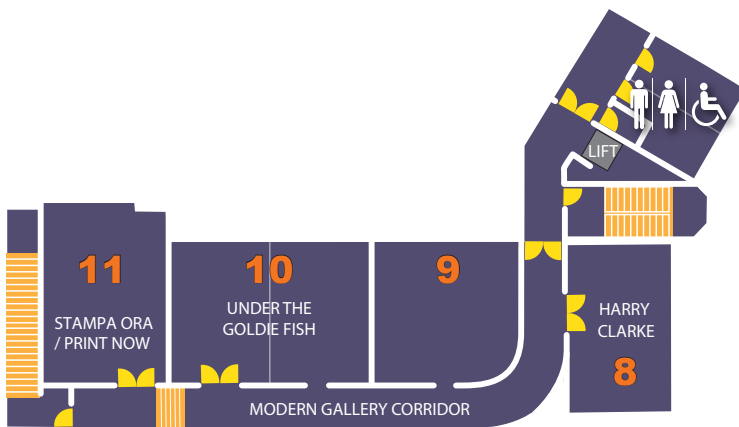 LIFT
11
STAMPA ORA
/ PRINT NOW
10
UNDER THE
GOLDIE FISH
9
HARRY
CLARKE
8
MODERN GALLERY CORRIDOR